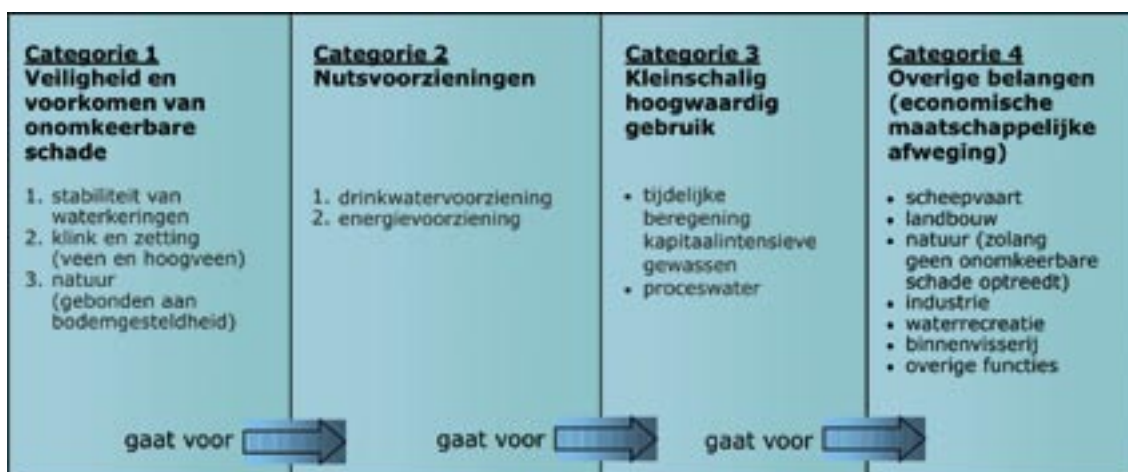 Categorie 1
Veiligheid en
voorkomen van
onomkeerbare
schade
1. stabiliteit van
waterkeringen
2. klink en zetting
(veen en hoogveen)
3. natuur
(gebonden aan
bodemgesteldheid)
gaat voor
Categorie 2
Nutsvoorzieningen
1. drinkwatervoorziening
2. energievoorziening
gaat voor
Categorie 3
Kleinschalig
hoogwaardig
gebruik
• tijdelijke
beregening
kapitaalintensieve
gewassen
• proceswater
gaat voor
Categorie 4
Overige belangen
(economische
maatschappelijke
afweging)
• scheepvaart
• landbouw
• natuur (zolang
geen onomkeerbare
schade optreedt)
• industrie
• waterrecreatie
• binnenvisserij
• overige functies